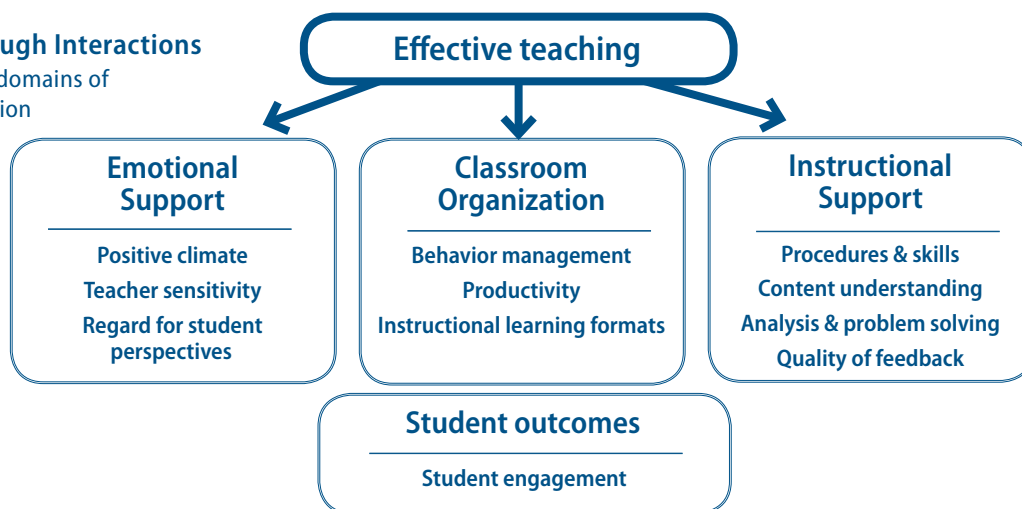 ugh Interactions
domains of
ion
Effective teaching
Emotional
Support
Positive climate
Teacher sensitivity
Regard for student
perspectives
Classroom
Organization
Behavior management
Productivity
Instructional learning formats
Instructional
Support
Procedures & skills
Content understanding
Analysis & problem solving
Quality of feedback
Student outcomes
Student engagement